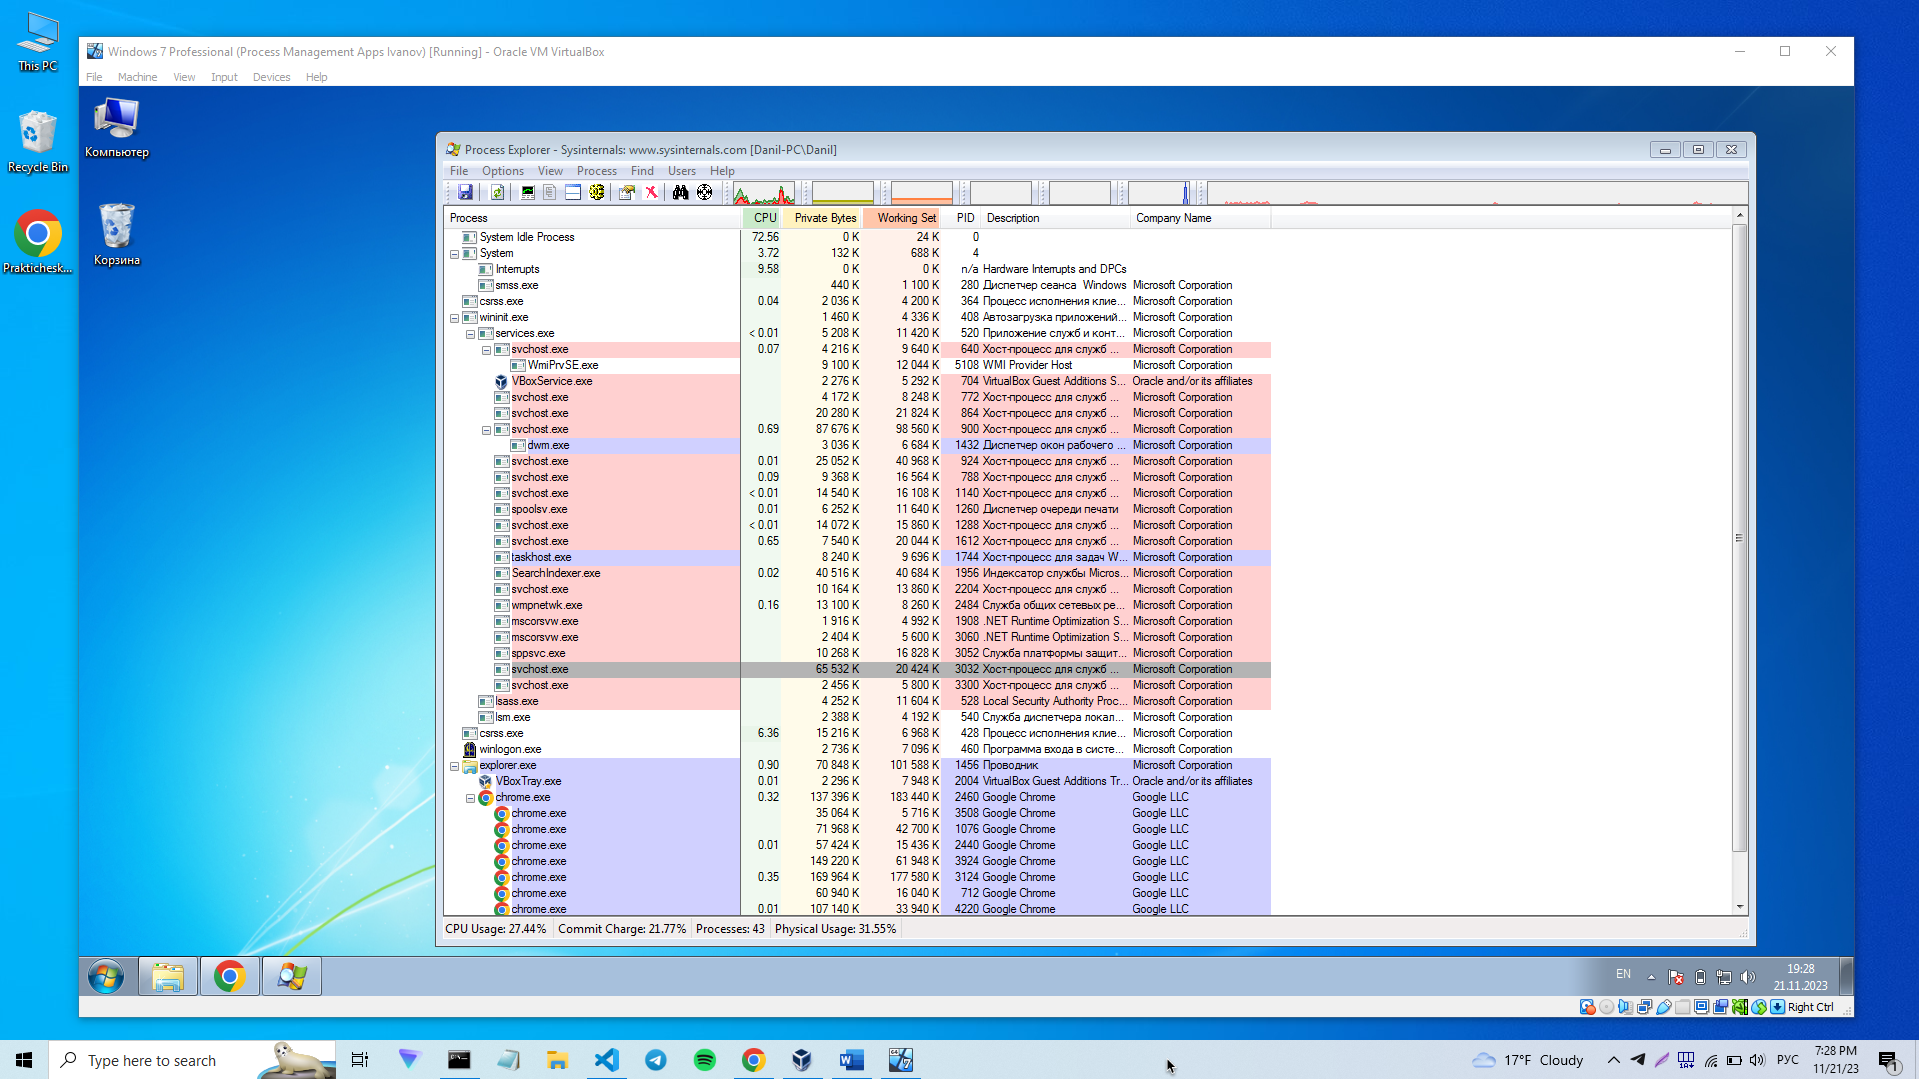 This PC
Recycle Bin
Praktichesk...
Windows 7 Professional (Process Management Apps Ivanov) [Running] - Oracle VM VirtualBox
File Machine View Input Devices Help
Компьютер
Корзина
Process Explorer - Sysinternals: www.sysinternals.com [Danil-PC\Danil]
File Options View Process Find Users Help
Process CPU Private Bytes Working Set PID Description Company Name
System Idle Process 72.56 0 K 24 K 0
System 3.72 132 K 688 K 4
Interrupts 9.58 0 K 0 K n/a Hardware Interrupts and DPCs
smss.exe 440 K 1 100 K 280 Диспетчер сеанса Windows Microsoft Corporation
csrss.exe 0.04 2 036 K 4 200 K 364 Процесс исполнения клие... Microsoft Corporation
wininit.exe 1 460 K 4 336 K 408 Автозагрузка приложений... Microsoft Corporation
services.exe < 0.01 5 208 K 11 420 K 520 Приложение служб и конт... Microsoft Corporation
svchost.exe 0.07 4 216 K 9 640 K 640 Хост-процесс для служб ... Microsoft Corporation
WmiPrvSE.exe 9 100 K 12 044 K 5108 WMI Provider Host Microsoft Corporation
VBoxService.exe 2 276 K 5 292 K 704 VirtualBox Guest Additions S... Oracle and/or its affiliates
svchost.exe 4 172 K 8 248 K 772 Хост-процесс для служб ... Microsoft Corporation
svchost.exe 20 280 K 21 824 K 864 Хост-процесс для служб ... Microsoft Corporation
svchost.exe 0.69 87 676 K 98 560 K 900 Хост-процесс для служб ... Microsoft Corporation
dwm.exe 3 036 K 6 684 K 1432 Диспетчер окон рабочего ... Microsoft Corporation
svchost.exe 0.01 25 052 K 40 968 K 924 Хост-процесс для служб ... Microsoft Corporation
svchost.exe 0.09 9 368 K 16 564 K 788 Хост-процесс для служб ... Microsoft Corporation
svchost.exe < 0.01 14 540 K 16 108 K 1140 Хост-процесс для служб ... Microsoft Corporation
spoolsv.exe 0.01 6 252 K 11 640 K 1260 Диспетчер очереди печати Microsoft Corporation
svchost.exe < 0.01 14 072 K 15 860 K 1288 Хост-процесс для служб ... Microsoft Corporation
svchost.exe 0.65 7 540 K 20 044 K 1612 Хост-процесс для служб ... Microsoft Corporation
taskhost.exe 8 240 K 9 696 K 1744 Хост-процесс для задач W... Microsoft Corporation
SearchIndexer.exe 0.02 40 516 K 40 684 K 1956 Индексатор службы Micros... Microsoft Corporation
svchost.exe 10 164 K 13 860 K 2204 Хост-процесс для служб ... Microsoft Corporation
wmpnetwk.exe 0.16 13 100 K 8 260 K 2484 Служба общих сетевых ре... Microsoft Corporation
mscorsvw.exe 1 916 K 4 992 K 1908 .NET Runtime Optimization S... Microsoft Corporation
mscorsvw.exe 2 404 K 5 600 K 3060 .NET Runtime Optimization S... Microsoft Corporation
sppsvc.exe 10 268 K 16 828 K 3052 Служба платформы защит... Microsoft Corporation
svchost.exe 65 532 K 20 424 K 3032 Хост-процесс для служб ... Microsoft Corporation
svchost.exe 2 456 K 5 800 K 3300 Хост-процесс для служб ... Microsoft Corporation
lsass.exe 4 252 K 11 604 K 528 Local Security Authority Proc... Microsoft Corporation
lsm.exe 2 388 K 4 192 K 540 Служба диспетчера локал... Microsoft Corporation
csrss.exe 6.36 15 216 K 6 968 K 428 Процесс исполнения клие... Microsoft Corporation
winlogon.exe 2 736 K 7 096 K 460 Программа входа в систе... Microsoft Corporation
explorer.exe 0.90 70 848 K 101 588 K 1456 Проводник Microsoft Corporation
VBoxTray.exe 0.01 2 296 K 7 948 K 2004 VirtualBox Guest Additions Tr... Oracle and/or its affiliates
chrome.exe 0.32 137 396 K 183 440 K 2460 Google Chrome Google LLC
chrome.exe 35 064 K 5 716 K 3508 Google Chrome Google LLC
chrome.exe 71 968 K 42 700 K 1076 Google Chrome Google LLC
chrome.exe 0.01 57 424 K 15 436 K 2440 Google Chrome Google LLC
chrome.exe 149 220 K 61 948 K 3924 Google Chrome Google LLC
chrome.exe 0.35 169 964 K 177 580 K 3124 Google Chrome Google LLC
chrome.exe 60 940 K 16 040 K 712 Google Chrome Google LLC
chrome.exe 0.01 107 140 K 33 940 K 4220 Google Chrome Google LLC
CPU Usage: 27.44% Commit Charge: 21.77% Processes: 43 Physical Usage: 31.55%
EN
19:28
21.11.2023
Right Ctrl
Type here to search
17°F Cloudy
РУС
7:28 PM
11/21/23
1